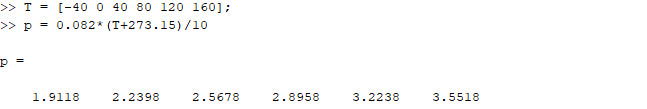 >> T = [-40 0 40 80 120 160];
>> p = 0.082*(T+273.15)/10
p =
1.9118 2.2398 2.5678 2.8958 3.2238 3.5518